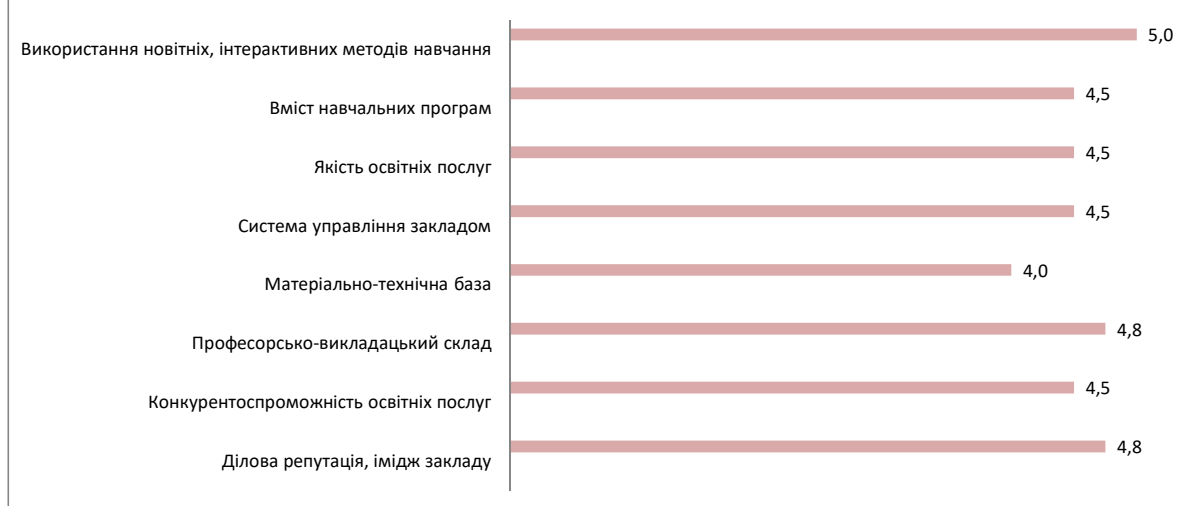 Використання новітніх, інтерактивних методів навчання 5,0
Вміст навчальних програм 4,5
Якість освітніх послуг 4,5
Система управління закладом 4,5
Матеріально-технічна база 4,0
Професорсько-викладацький склад 4,8
Конкурентоспроможність освітніх послуг 4,5
Ділова репутація, імідж закладу 4,8